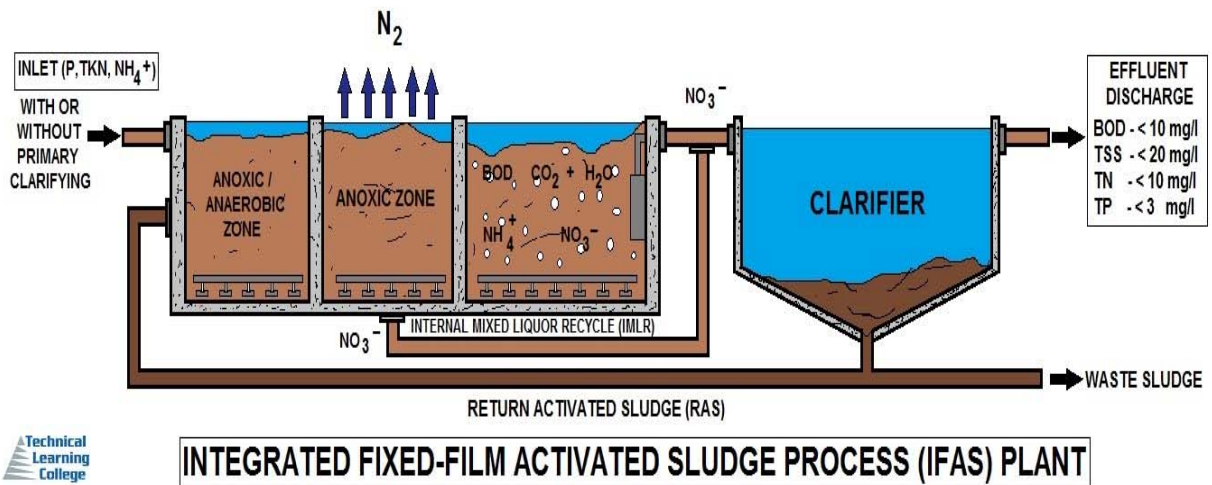 N₂
INLET (P,TKN, NH₄⁺)
WITH OR
WITHOUT
PRIMARY
CLARIFYING
ANOXIC /
ANAEROBIC
ZONE
ANOXIC ZONE
BOD CO₂ + H₂O
NH₄⁺ NO₃⁻
NO₃⁻
CLARIFIER
EFFLUENT
DISCHARGE
BOD - < 10 mg/l
TSS - < 20 mg/l
TN - < 10 mg/l
TP - < 3 mg/l
NO₃⁻
INTERNAL MIXED LIQUOR RECYCLE (IMLR)
WASTE SLUDGE
RETURN ACTIVATED SLUDGE (RAS)
Technical
Learning
College
INTEGRATED FIXED-FILM ACTIVATED SLUDGE PROCESS (IFAS) PLANT